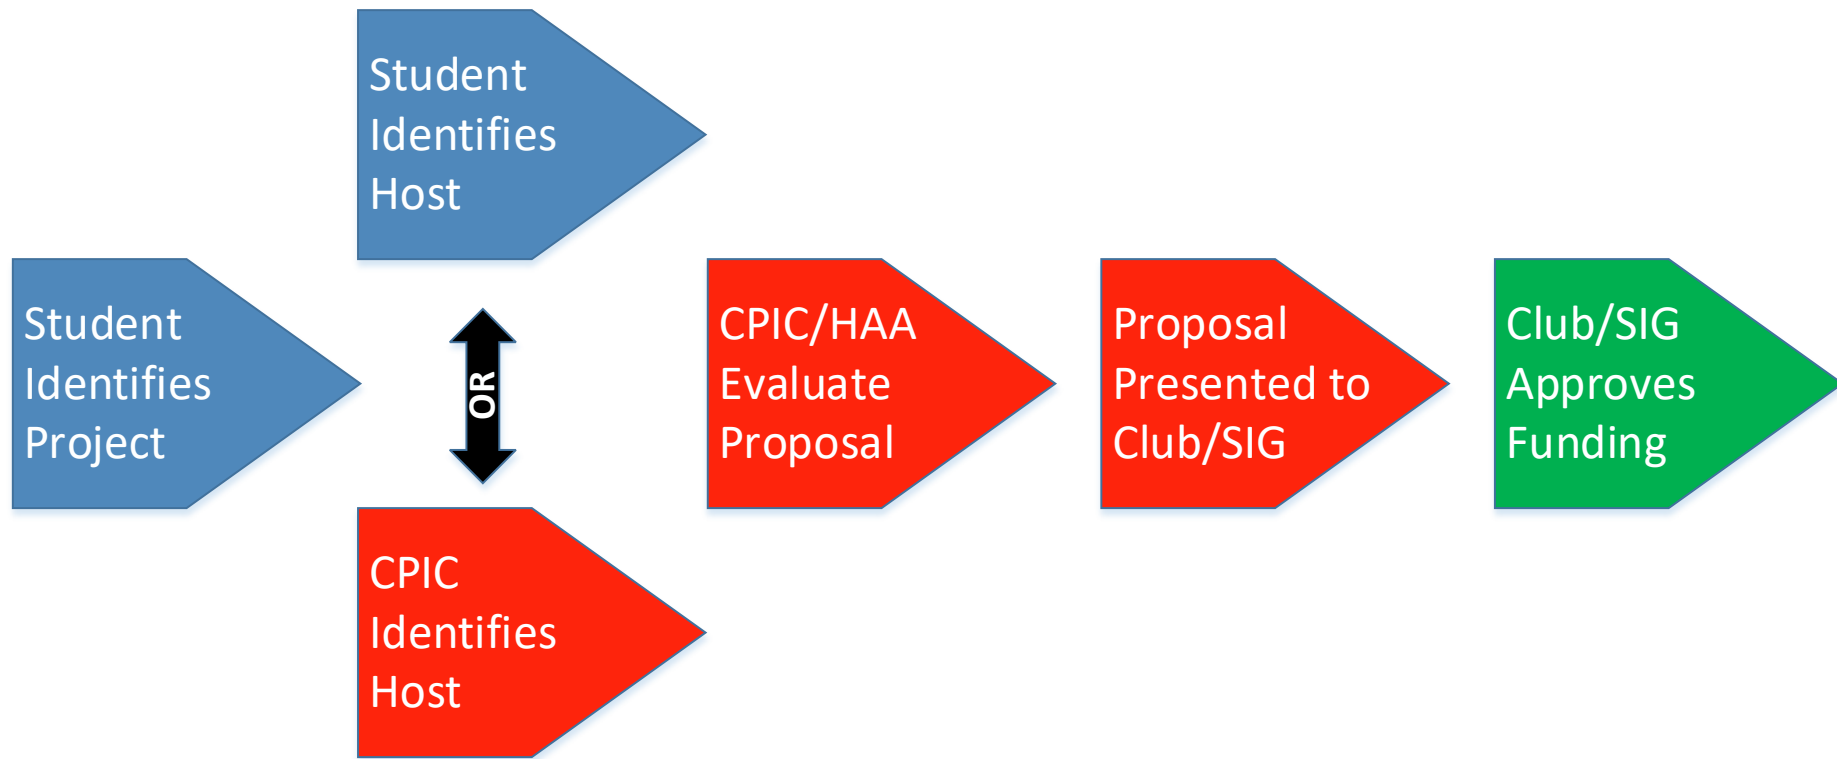 Student
Identifies
Project
Student
Identifies
Host
OR
CPIC
Identifies
Host
CPIC/HAA
Evaluate
Proposal
Proposal
Presented to
Club/SIG
Club/SIG
Approves
Funding